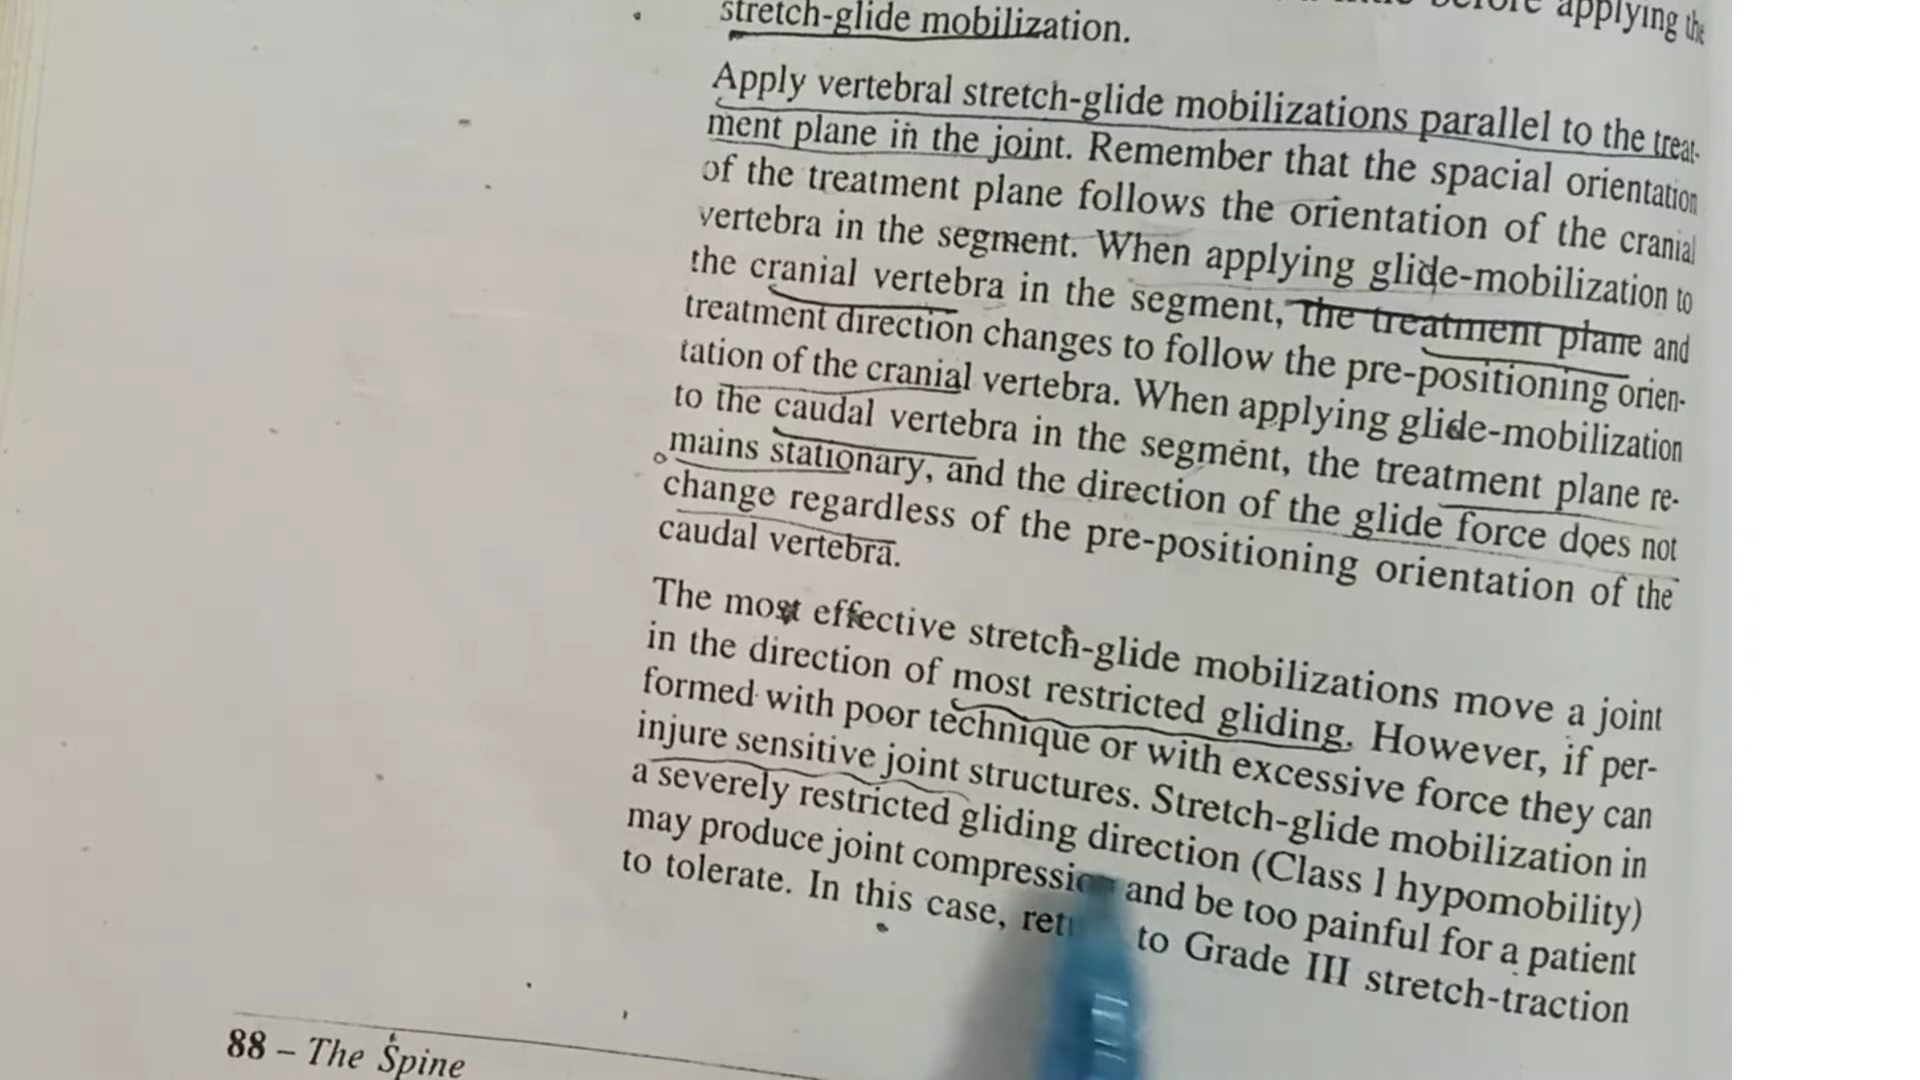 before applying the
stretch-glide mobilization.
Apply vertebral stretch-glide mobilizations parallel to the treat-
ment plane in the joint. Remember that the spacial orientation
of the treatment plane follows the orientation of the cranial
vertebra in the segment. When applying glide-mobilization to
the cranial vertebra in the segment, the treatment plane and
treatment direction changes to follow the pre-positioning orien-
tation of the cranial vertebra. When applying glide-mobilization
to the caudal vertebra in the segment, the treatment plane re-
mains stationary, and the direction of the glide force does not
change regardless of the pre-positioning orientation of the
caudal vertebra.
The most effective stretch-glide mobilizations move a joint
in the direction of most restricted gliding. However, if per-
formed with poor technique or with excessive force they can
injure sensitive joint structures. Stretch-glide mobilization in
a severely restricted gliding direction (Class 1 hypomobility)
may produce joint compression and be too painful for a patient
to tolerate. In this case, to Grade III stretch-traction
88 – The Spine